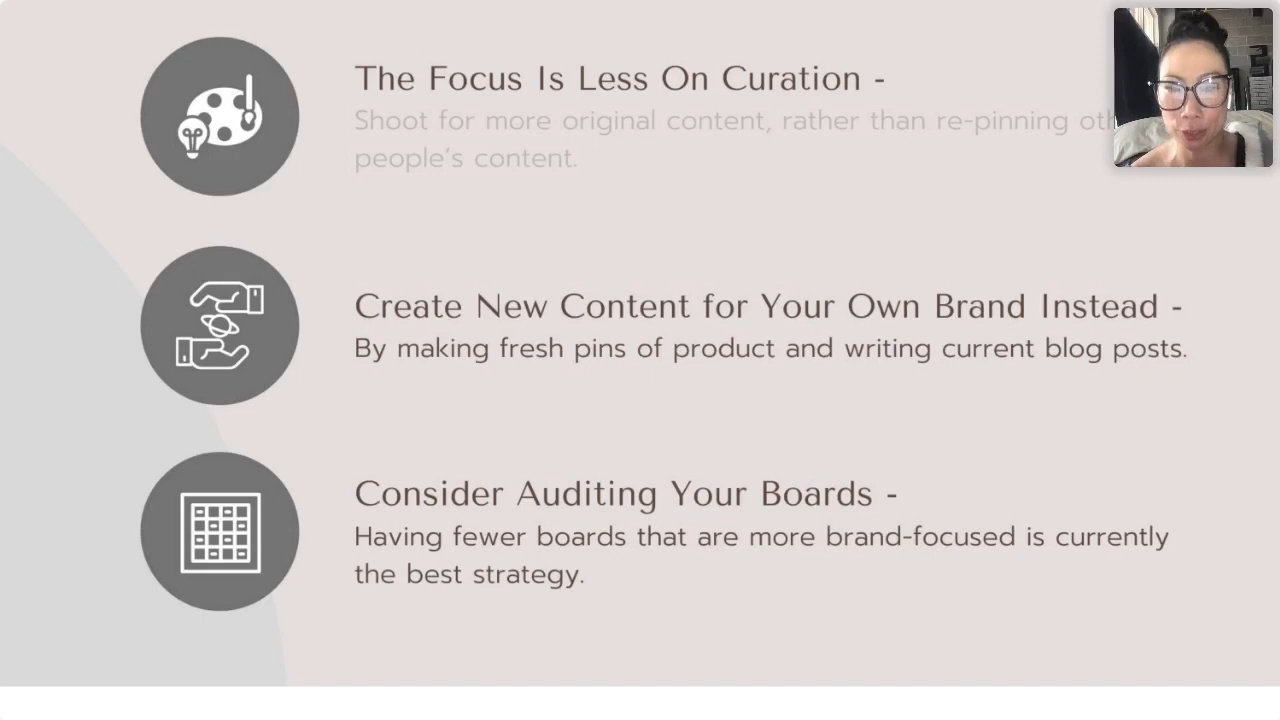 The Focus Is Less On Curation -
Shoot for more original content, rather than re-pinning
people's content.
Create New Content for Your Own Brand Instead -
By making fresh pins of product and writing current blog posts.
Consider Auditing Your Boards -
Having fewer boards that are more brand-focused is currently
the best strategy.